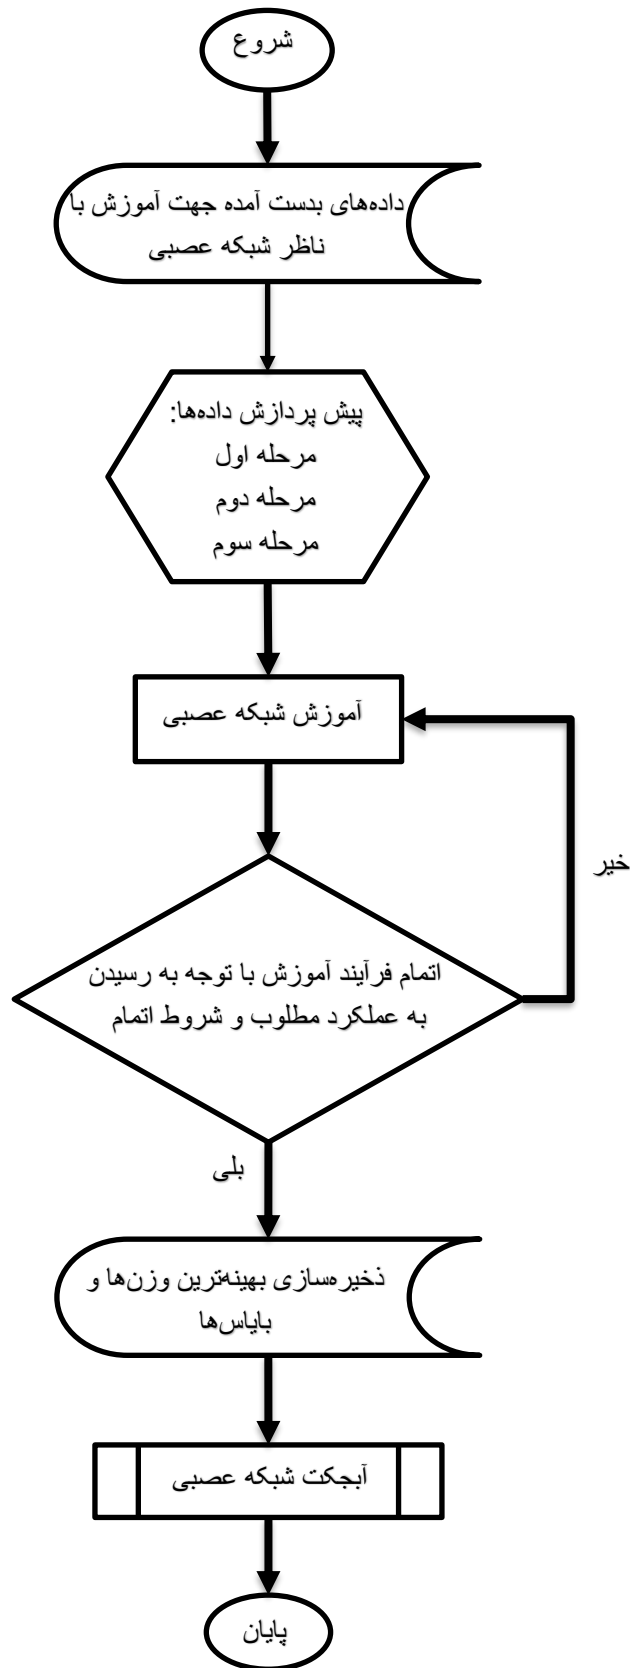 شروع
داده‌های بدست آمده جهت آموزش با
ناظر شبکه عصبی
پیش پردازش داده‌ها:
مرحله اول
مرحله دوم
مرحله سوم
آموزش شبکه عصبی
خیر
اتمام فرآیند آموزش با توجه به رسیدن
به عملکرد مطلوب و شروط اتمام
بلی
ذخیره‌سازی بهینه‌ترین وزن‌ها و
بایاس‌ها
آبجکت شبکه عصبی
پایان